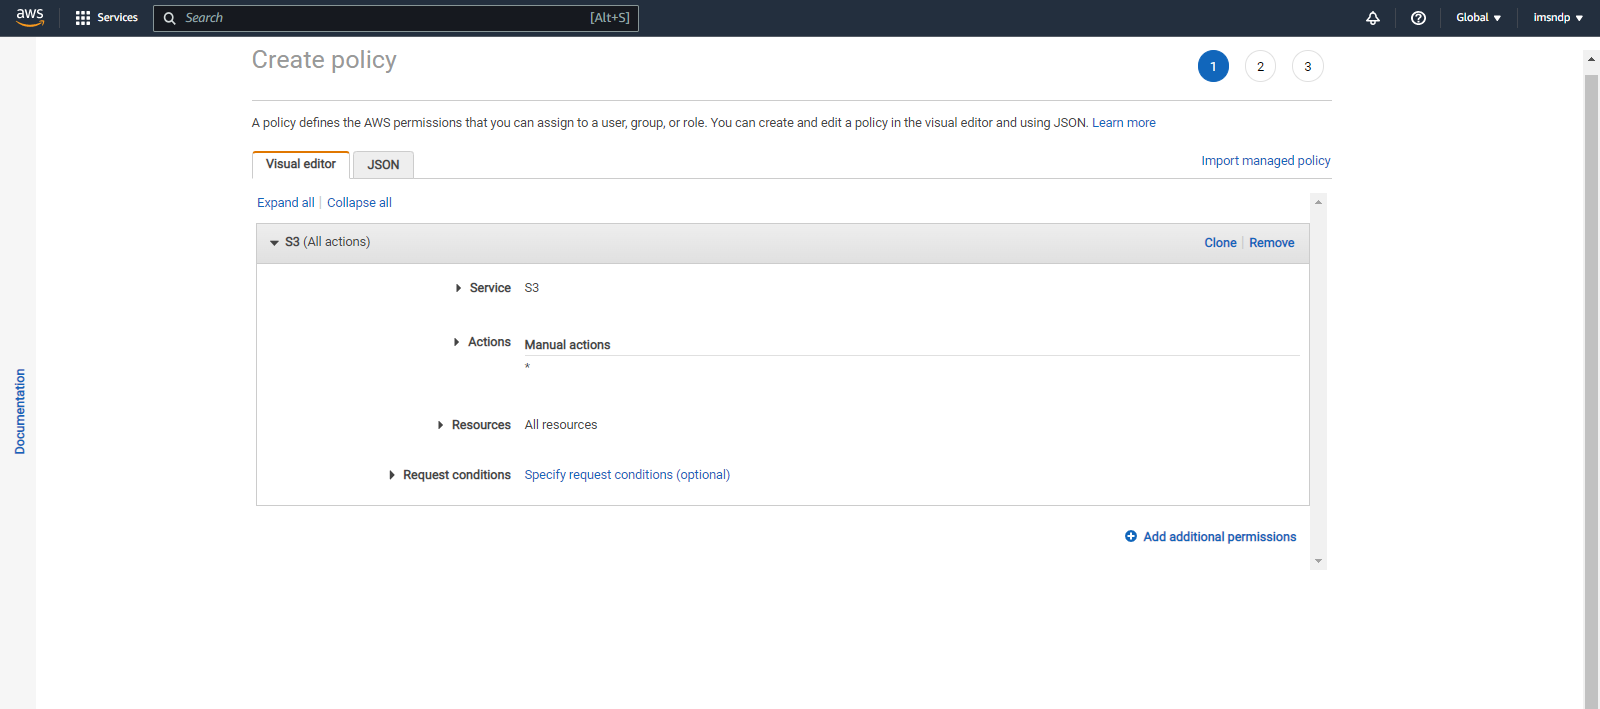 aws Services Search [Alt+S] Global imsndp
Create policy
1 2 3
A policy defines the AWS permissions that you can assign to a user, group, or role. You can create and edit a policy in the visual editor and using JSON. Learn more
Visual editor JSON Import managed policy
Expand all Collapse all
S3 (All actions) Clone Remove
Service S3
Actions Manual actions
*
Resources All resources
Request conditions Specify request conditions (optional)
Add additional permissions
Documentation